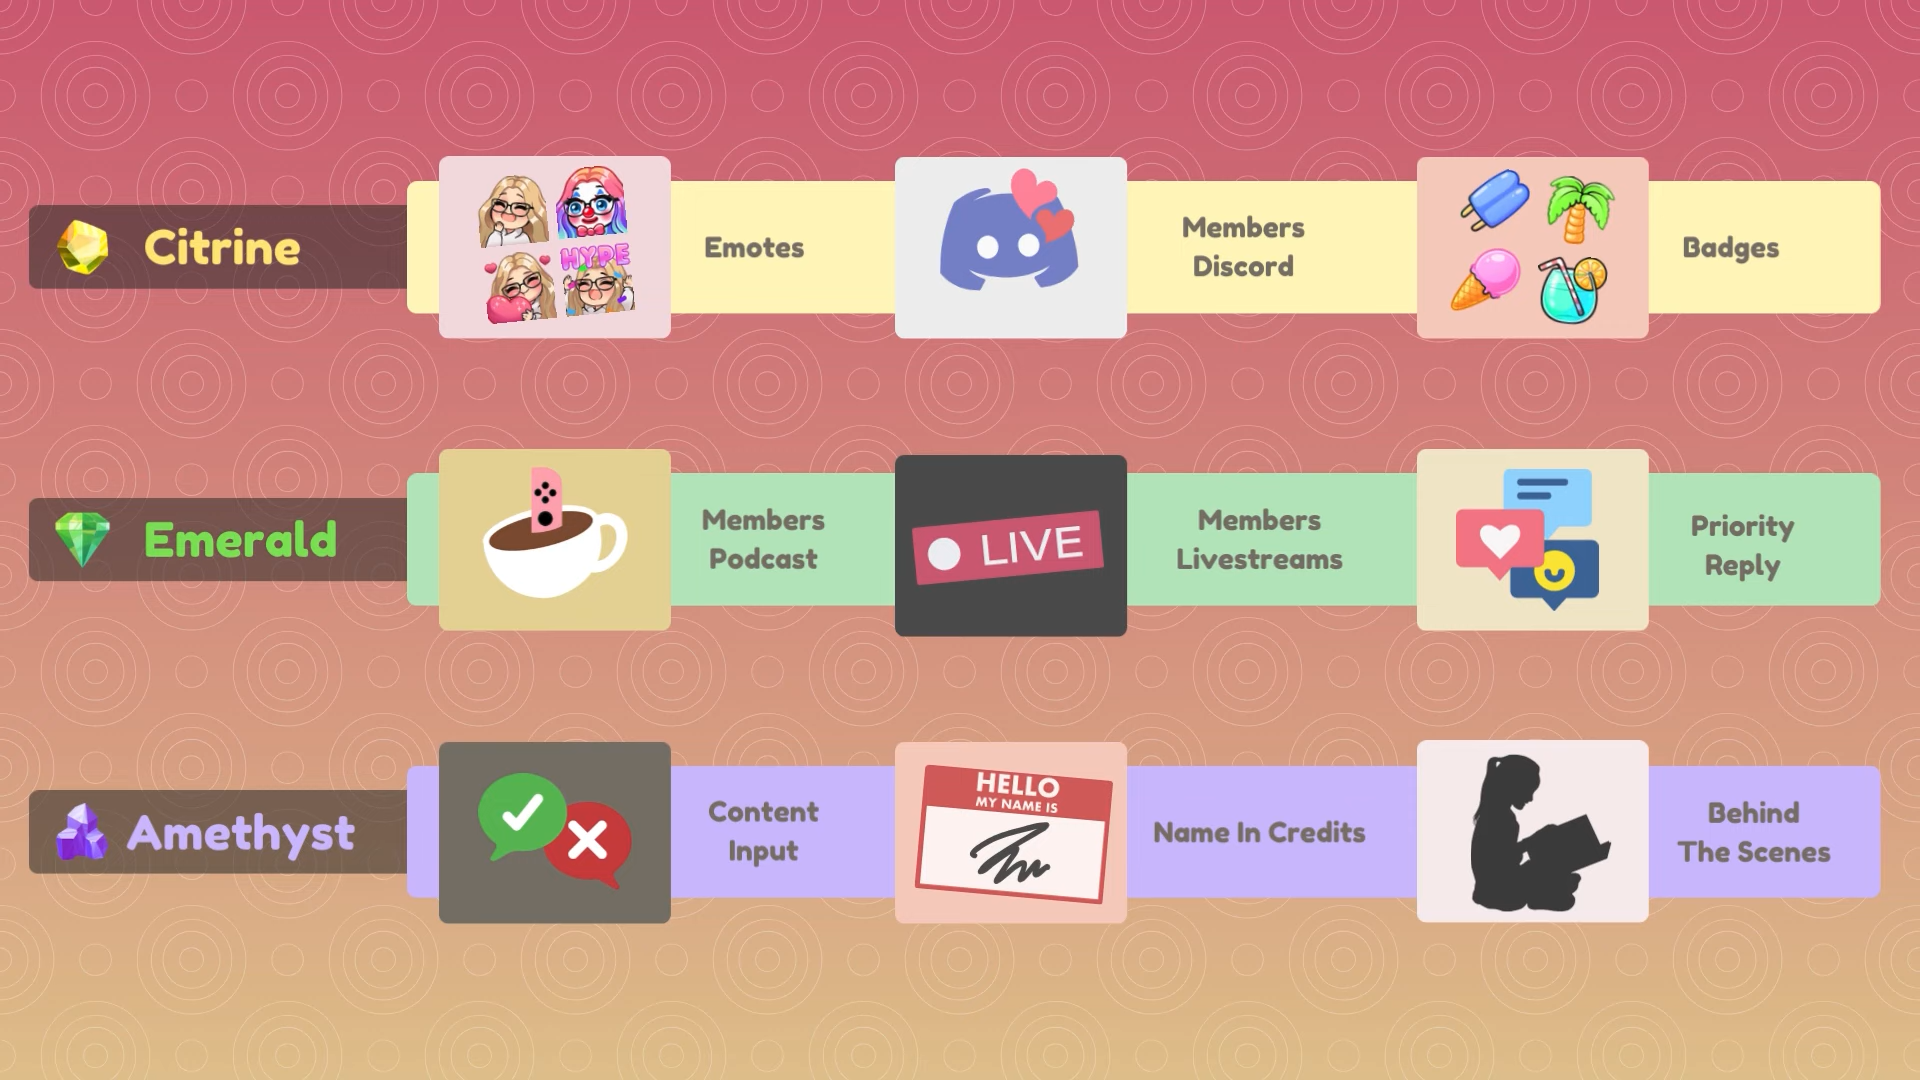 Citrine
HYPE
Emotes
Members
Discord
Badges
Emerald
Members
Podcast
LIVE
Members
Livestreams
Priority
Reply
Amethyst
Content
Input
HELLO
MY NAME IS
Name In Credits
Behind
The Scenes